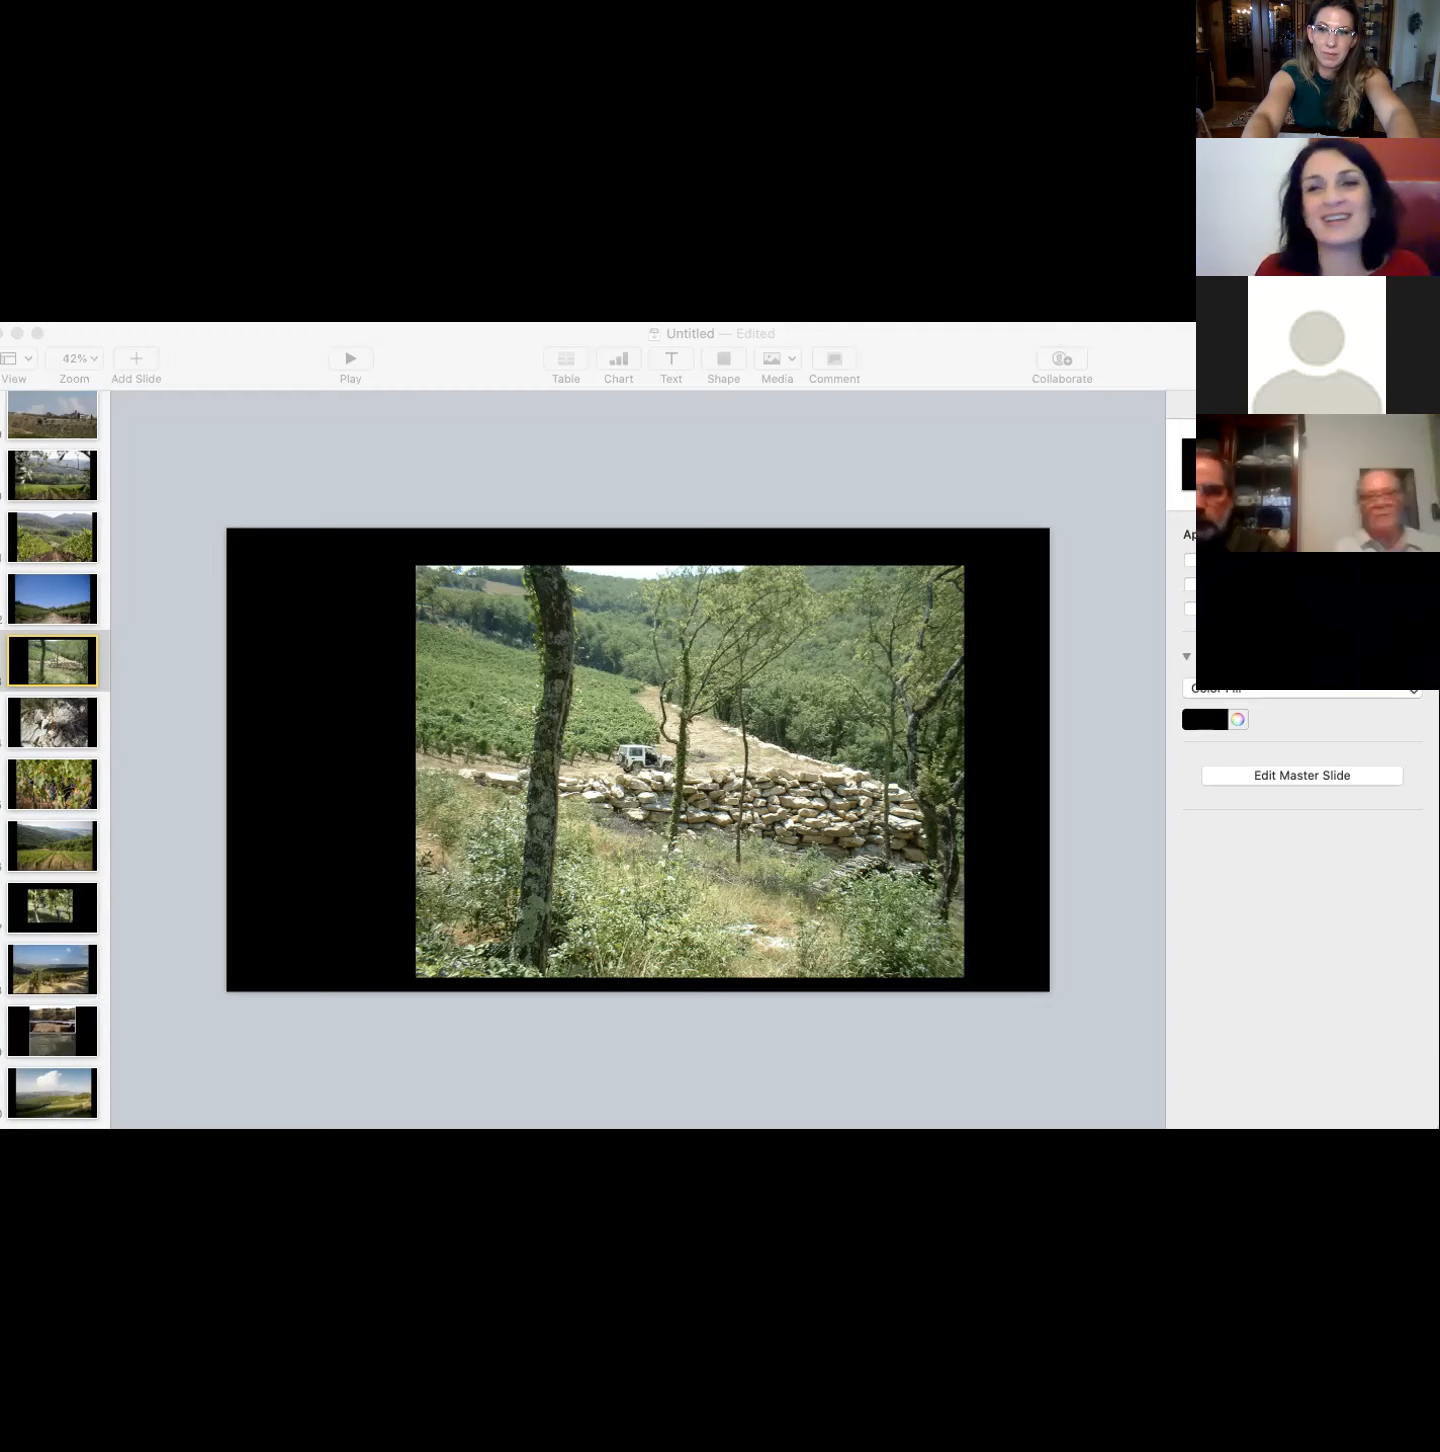 Untitled — Edited
42%
View
Zoom
Add Slide
Play
Table
Chart
Text
Shape
Media
Comment
Collaborate
Edit Master Slide